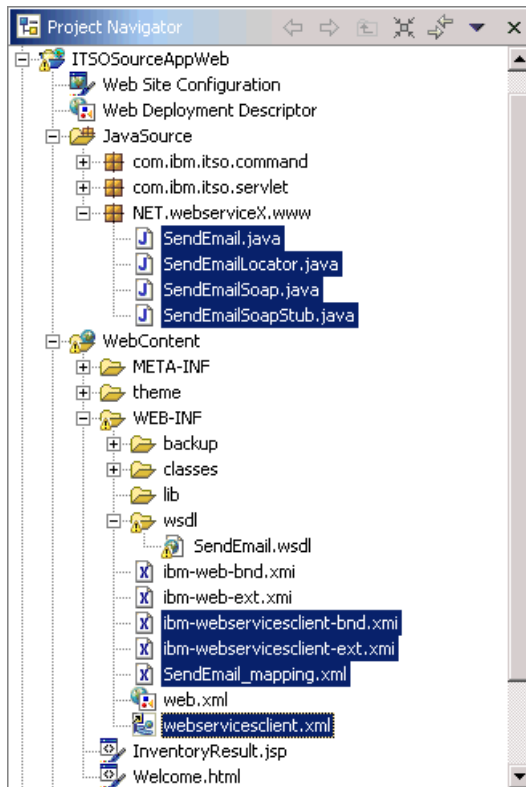 Project Navigator
ITSOSourceAppWeb
Web Site Configuration
Web Deployment Descriptor
JavaSource
com.ibm.itso.command
com.ibm.itso.servlet
NET.webserviceX.www
SendEmail.java
SendEmailLocator.java
SendEmailSoap.java
SendEmailSoapStub.java
WebContent
META-INF
theme
WEB-INF
backup
classes
lib
wsdl
SendEmail.wsdl
ibm-web-bnd.xmi
ibm-web-ext.xmi
ibm-webservicesclient-bnd.xmi
ibm-webservicesclient-ext.xmi
SendEmail_mapping.xml
web.xml
webservicesclient.xml
InventoryResult.jsp
Welcome.html